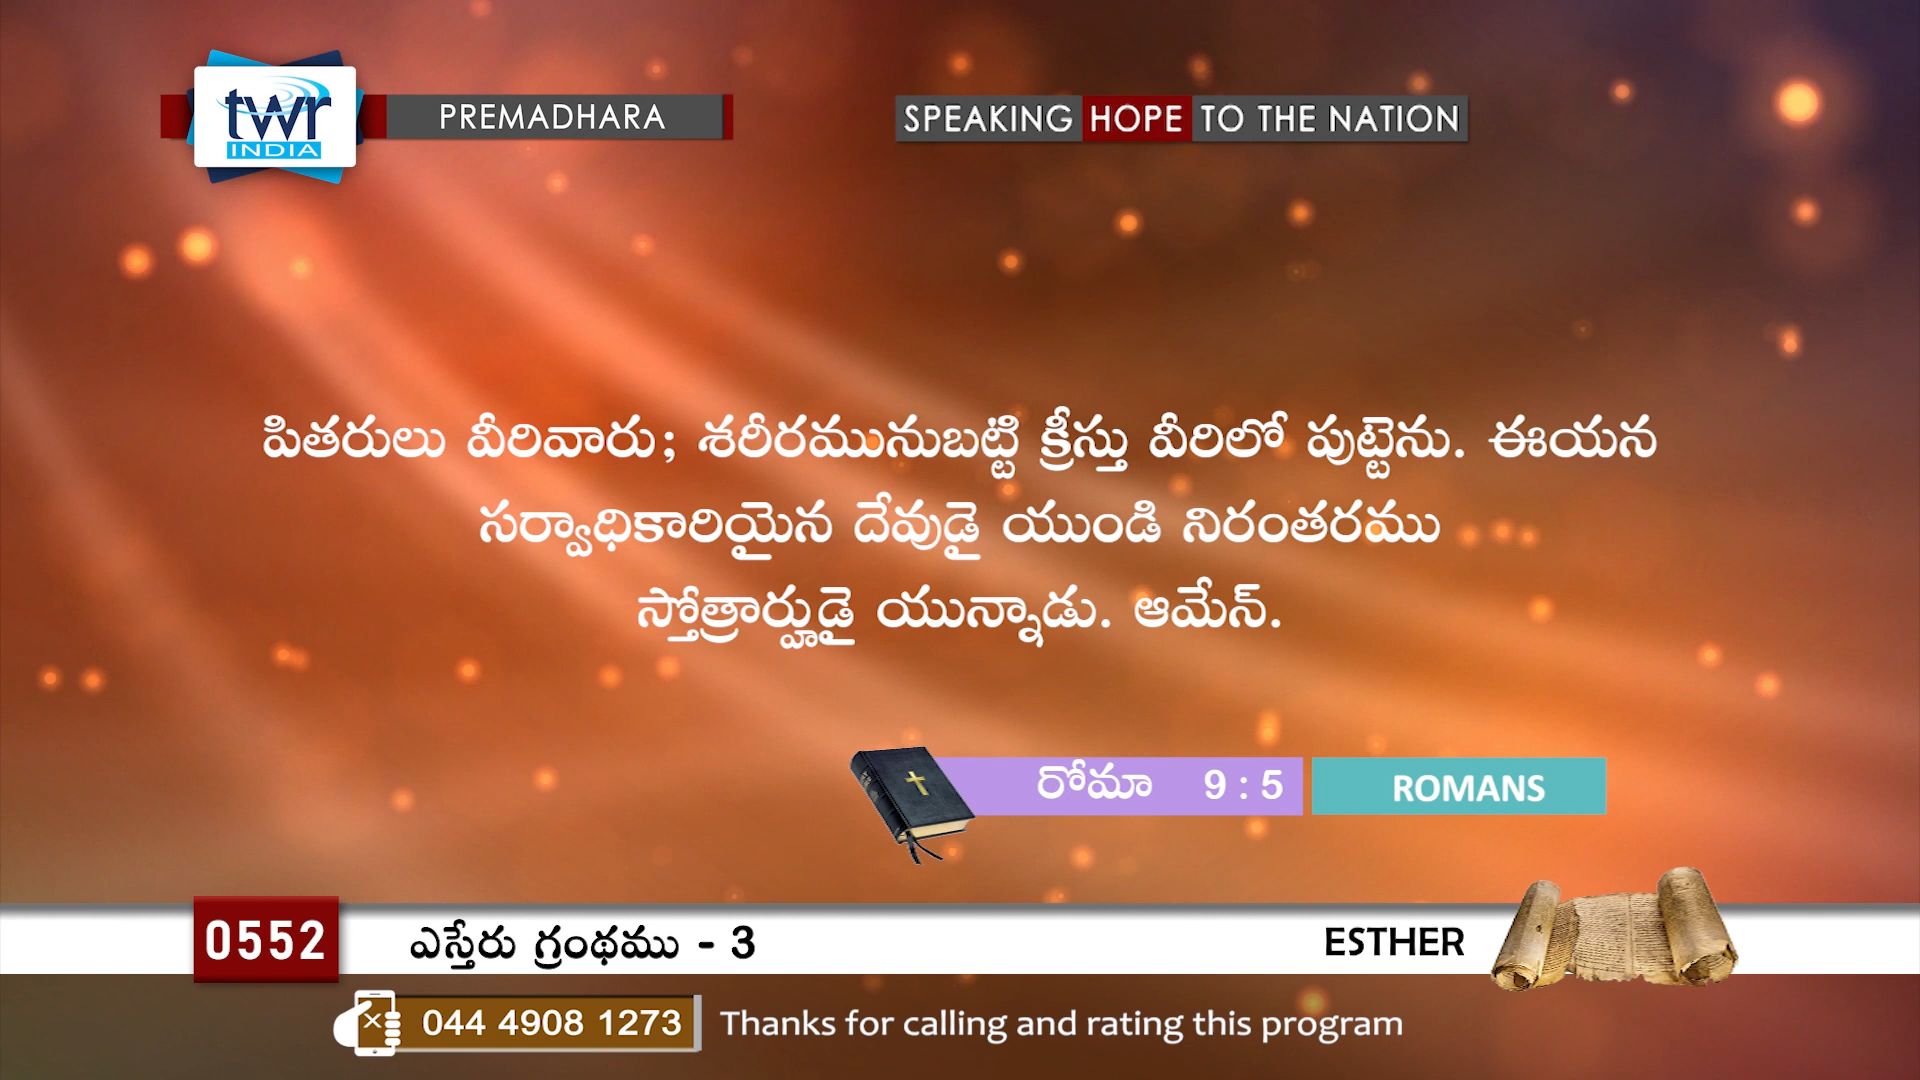 twr
INDIA
PREMADHARA
SPEAKING HOPE TO THE NATION
పితరులు వీరివారు; శరీరమునుబట్టి క్రీస్తు వీరిలో పుట్టెను. ఈయన
సర్వాధికారియైన దేవుడై యుండి నిరంతరము
స్తోత్రార్హుడై యున్నాడు. ఆమేన్.
రోమా 9 : 5
ROMANS
0552
ఎస్తేరు గ్రంథము - 3
ESTHER
044 4908 1273
Thanks for calling and rating this program